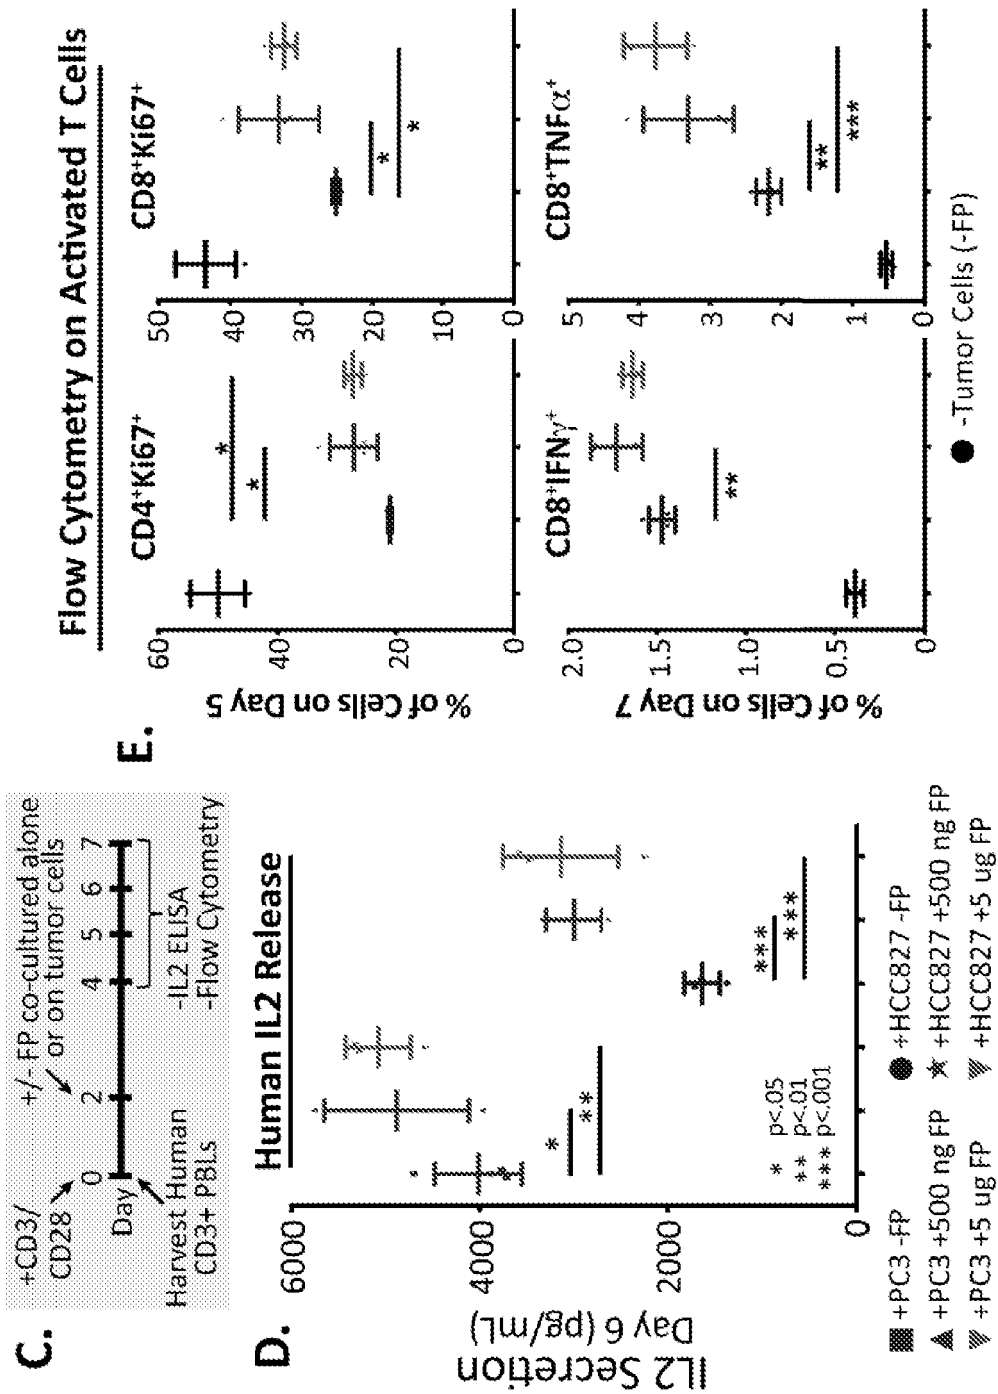 C.
+CD3/
CD28
+/- FP co-cultured alone
or on tumor cells
Day
0
2
4
5
6
7
Harvest Human
CD3+ PBLs
-IL2 ELISA
-Flow Cytometry
D.
Human IL2 Release
IL2 Secretion
Day 6 (pg/mL)
6000
4000
2000
0
*
**
***
***
* p<.05
** p<.01
*** p<.001
+PC3 -FP
+PC3 +500 ng FP
+PC3 +5 ug FP
+HCC827 -FP
+HCC827 +500 ng FP
+HCC827 +5 ug FP
E.
Flow Cytometry on Activated T Cells
CD4⁺Ki67⁺
% of Cells on Day 5
60
40
20
0
*
*
CD8⁺Ki67⁺
50
40
30
20
10
0
*
*
CD8⁺IFNγ⁺
% of Cells on Day 7
2.0
1.5
1.0
0.5
0
**
CD8⁺TNFα⁺
5
4
3
2
1
0
**
***
-Tumor Cells (-FP)